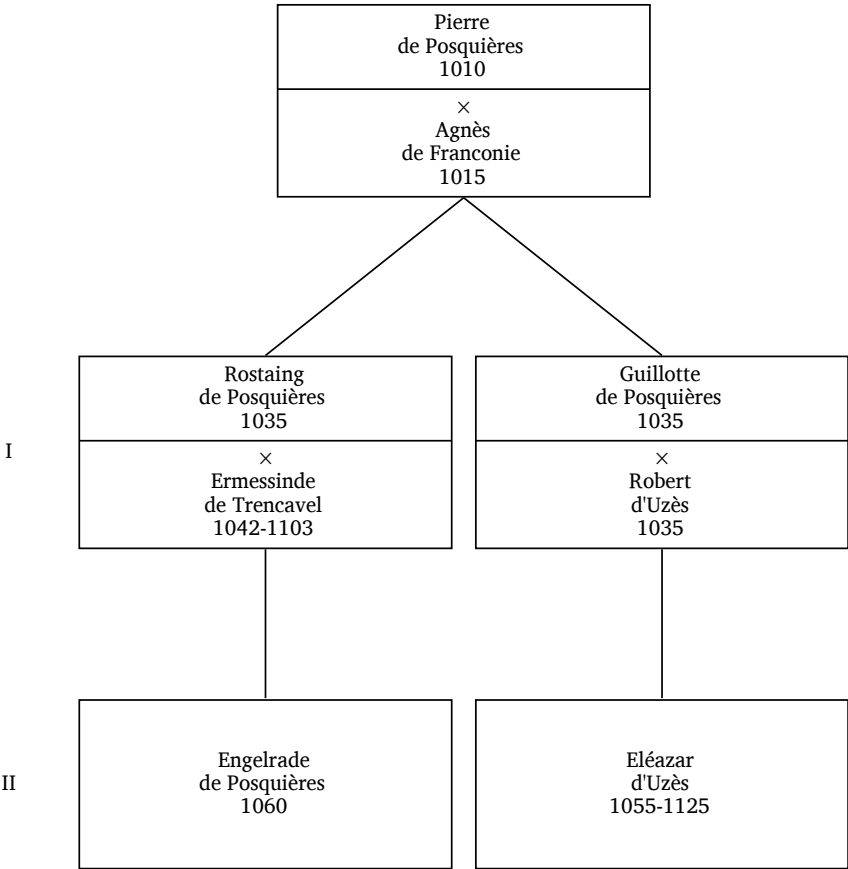 Pierre
de Posquières
1010
×
Agnès
de Franconie
1015
I
Rostaing
de Posquières
1035
×
Ermessinde
de Trencavel
1042-1103
Guillotte
de Posquières
1035
×
Robert
d'Uzès
1035
II
Engelrade
de Posquières
1060
Eléazar
d'Uzès
1055-1125